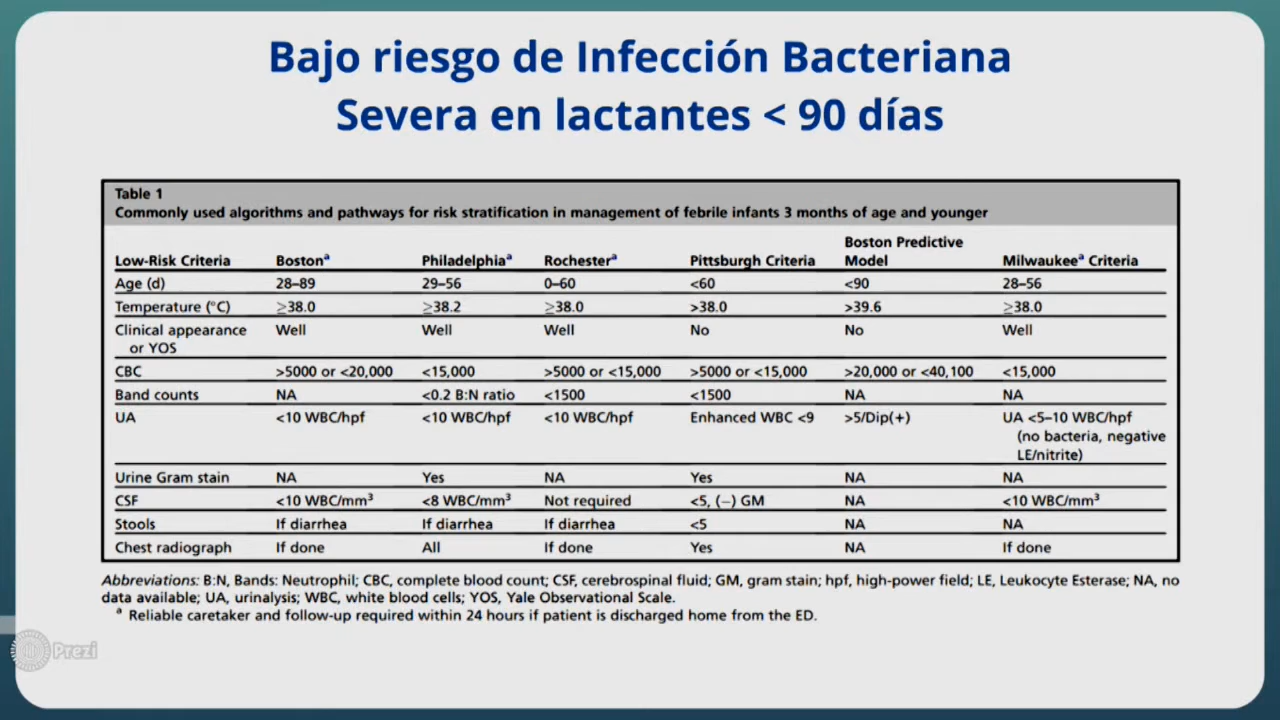 Bajo riesgo de Infección Bacteriana
Severa en lactantes < 90 días
Table 1
Commonly used algorithms and pathways for risk stratification in management of febrile infants 3 months of age and younger
Low-Risk Criteria Bostonᵃ Philadelphiaᵃ Rochesterᵃ Pittsburgh Criteria Boston Predictive Model Milwaukeeᵃ Criteria
Age (d) 28–89 29–56 0–60 <60 <90 28–56
Temperature (°C) ≥38.0 ≥38.2 ≥38.0 >38.0 >39.6 ≥38.0
Clinical appearance Well Well Well No No Well
or YOS
CBC >5000 or <20,000 <15,000 >5000 or <15,000 >5000 or <15,000 >20,000 or <40,100 <15,000
Band counts NA <0.2 B:N ratio <1500 <1500 NA NA
UA <10 WBC/hpf <10 WBC/hpf <10 WBC/hpf Enhanced WBC <9 >5/Dip(+) UA <5–10 WBC/hpf
(no bacteria, negative
LE/nitrite)
Urine Gram stain NA Yes NA Yes NA NA
CSF <10 WBC/mm³ <8 WBC/mm³ Not required <5, (−) GM NA <10 WBC/mm³
Stools If diarrhea If diarrhea If diarrhea <5 NA NA
Chest radiograph If done All If done Yes NA If done
Abbreviations: B:N, Bands: Neutrophil; CBC, complete blood count; CSF, cerebrospinal fluid; GM, gram stain; hpf, high-power field; LE, Leukocyte Esterase; NA, no
data available; UA, urinalysis; WBC, white blood cells; YOS, Yale Observational Scale.
ᵃ Reliable caretaker and follow-up required within 24 hours if patient is discharged home from the ED.
Prezi